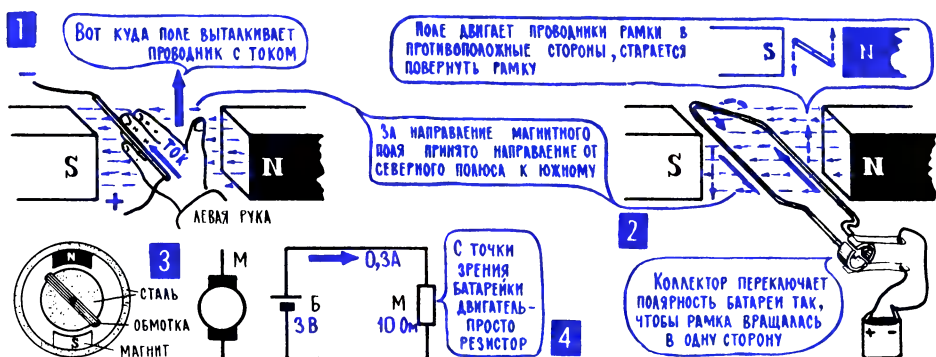 1
Вот куда поле выталкивает
проводник с током
−
S
ток
N
+
левая рука
Поле двигает проводники рамки в
противоположные стороны, старается
повернуть рамку
S
N
За направление магнитного
поля принято направление от
северного полюса к южному
S
N
2
Коллектор переключает
полярность батареи так,
чтобы рамка вращалась
в одну сторону
+ −
3
N
сталь
обмотка
S
магнит
М
0,3А
Б
3В
М
10 Ом
С точки
зрения
батарейки
двигатель-
просто
резистор
4